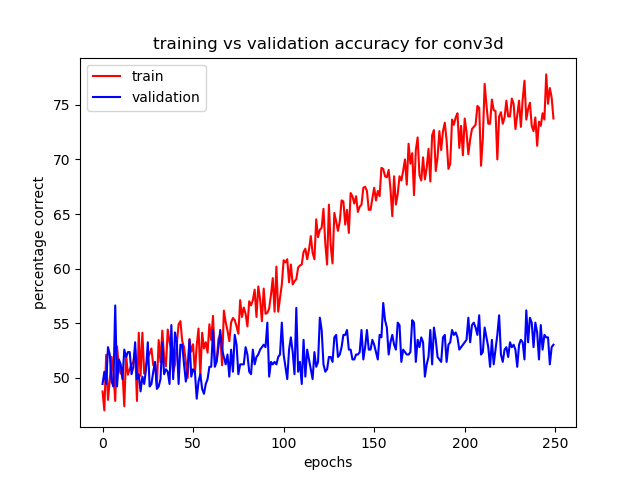 training vs validation accuracy for conv3d
train
validation
percentage correct
75
70
65
60
55
50
0 50 100 150 200 250
epochs